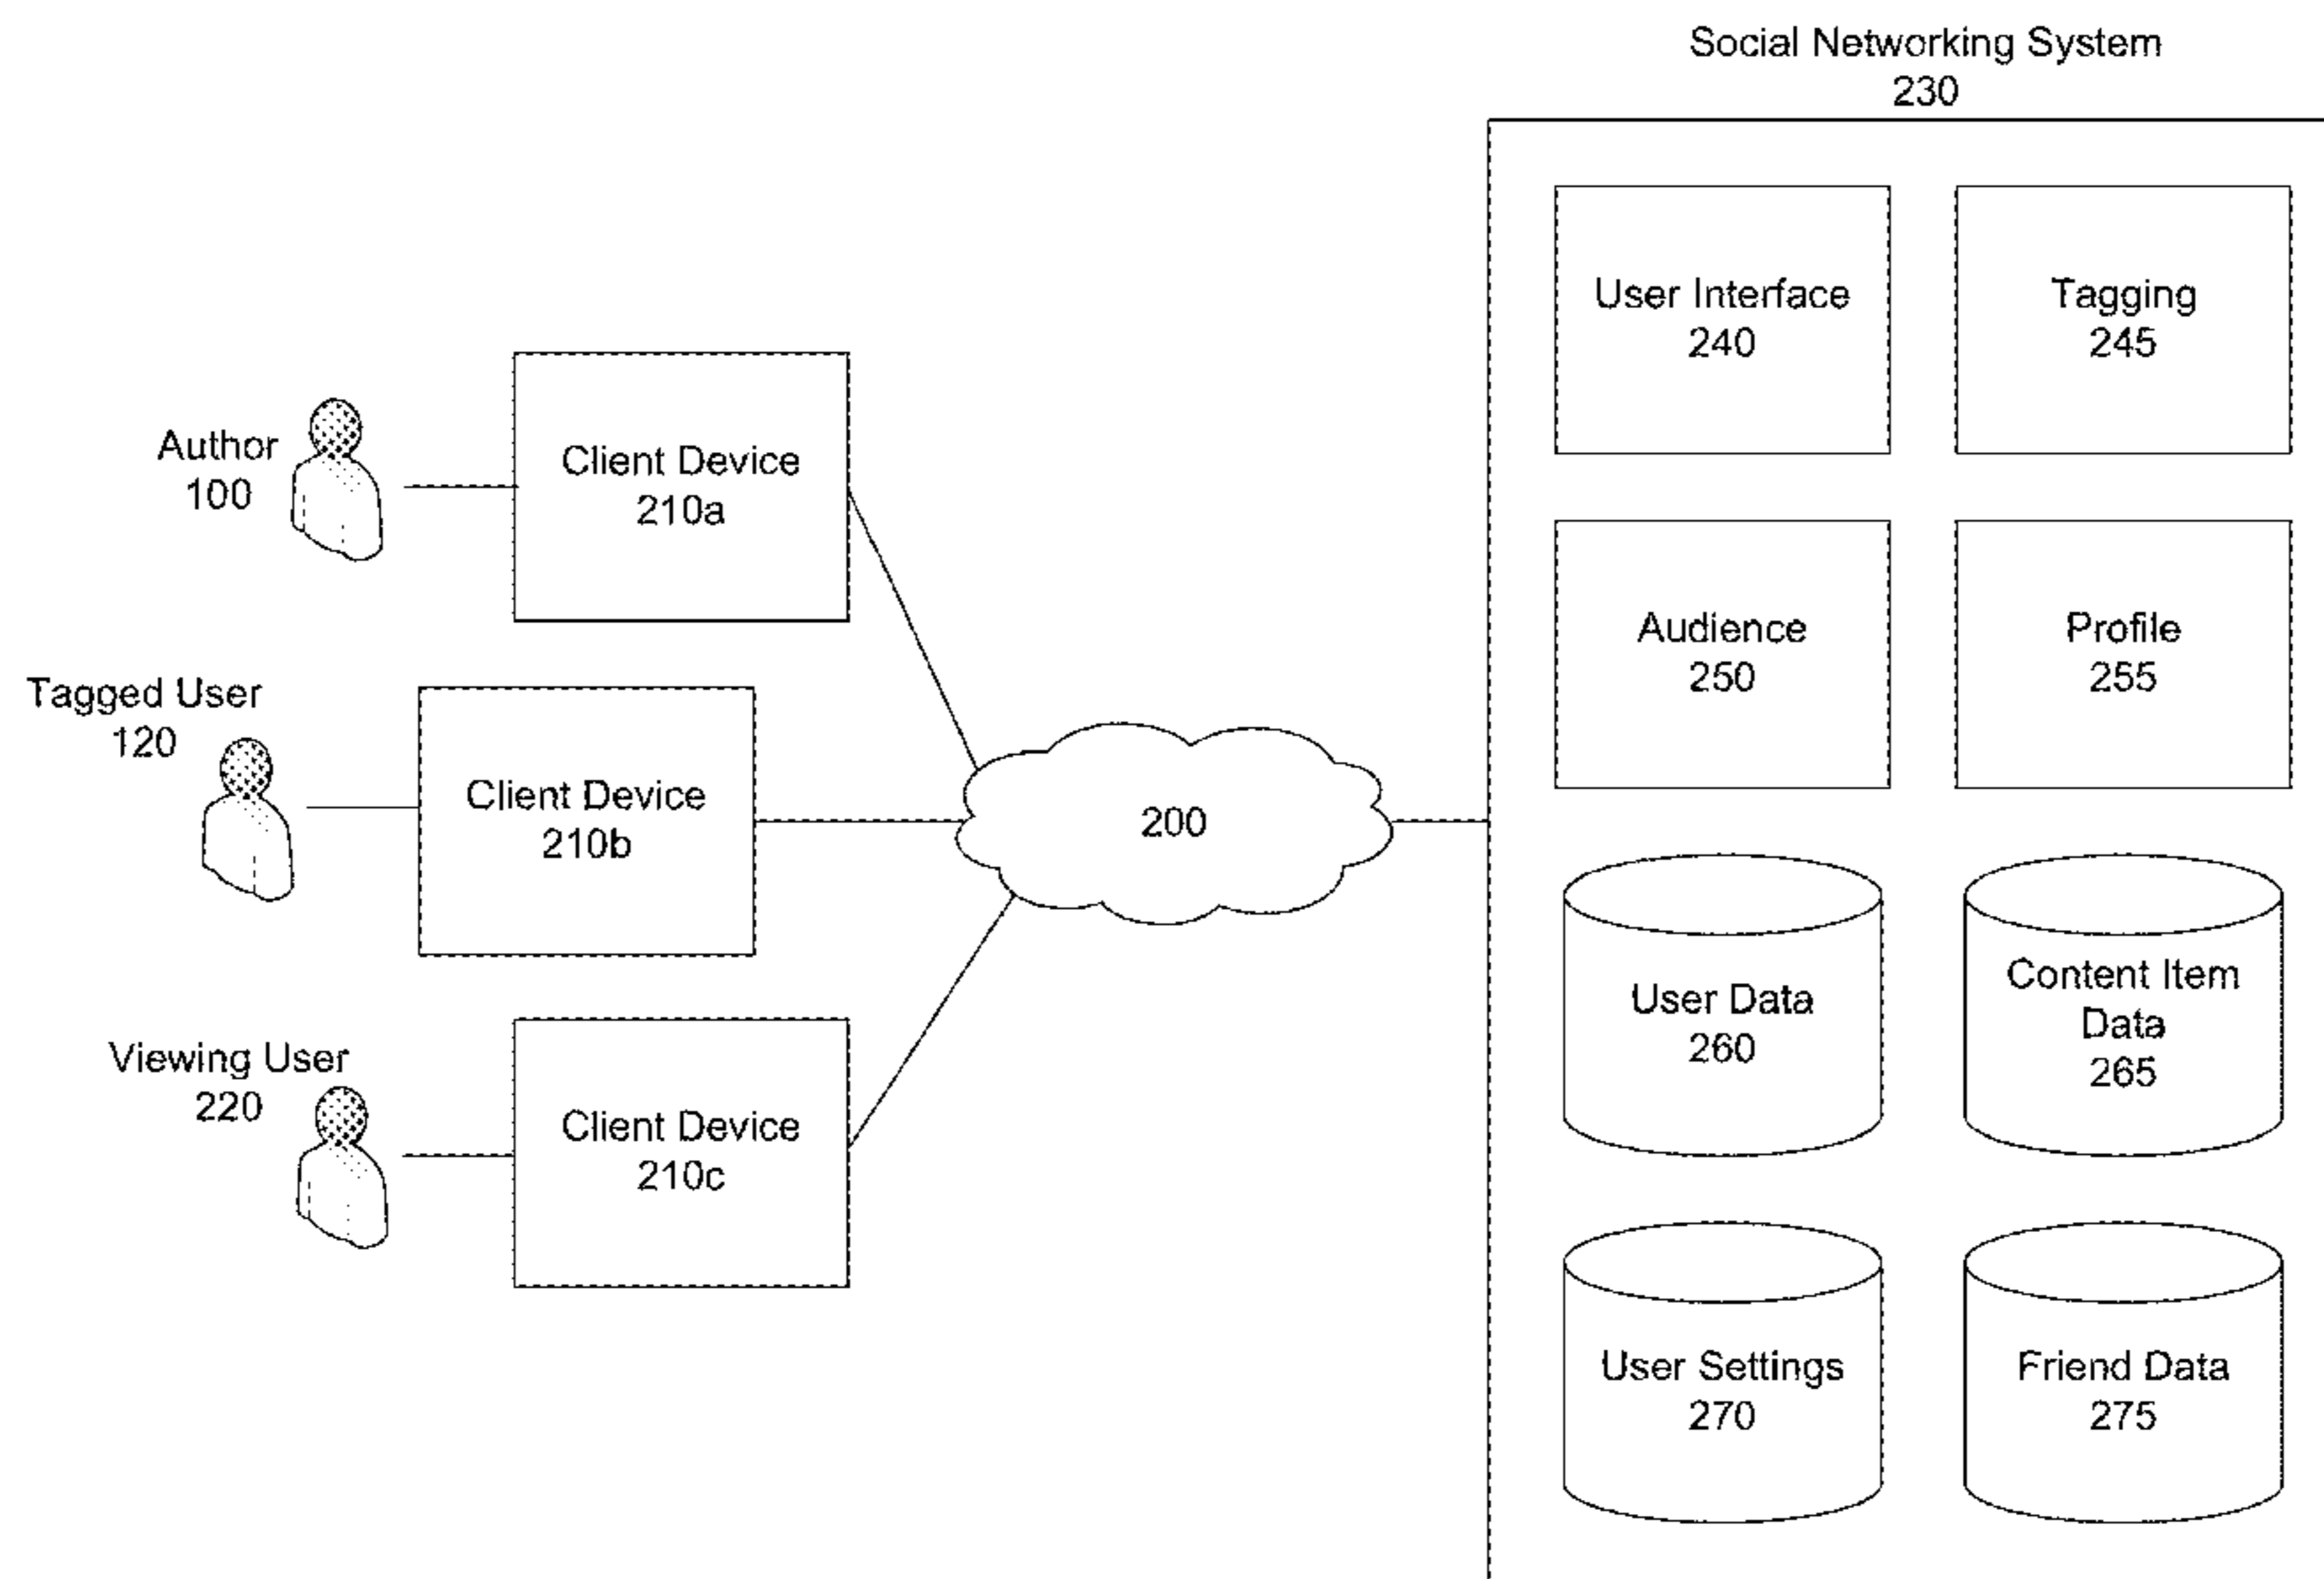 Social Networking System
230
User Interface
240
Tagging
245
Author
100
Client Device
210a
Audience
250
Profile
255
Tagged User
120
Client Device
210b
200
User Data
260
Content Item
Data
265
Viewing User
220
Client Device
210c
User Settings
270
Friend Data
275